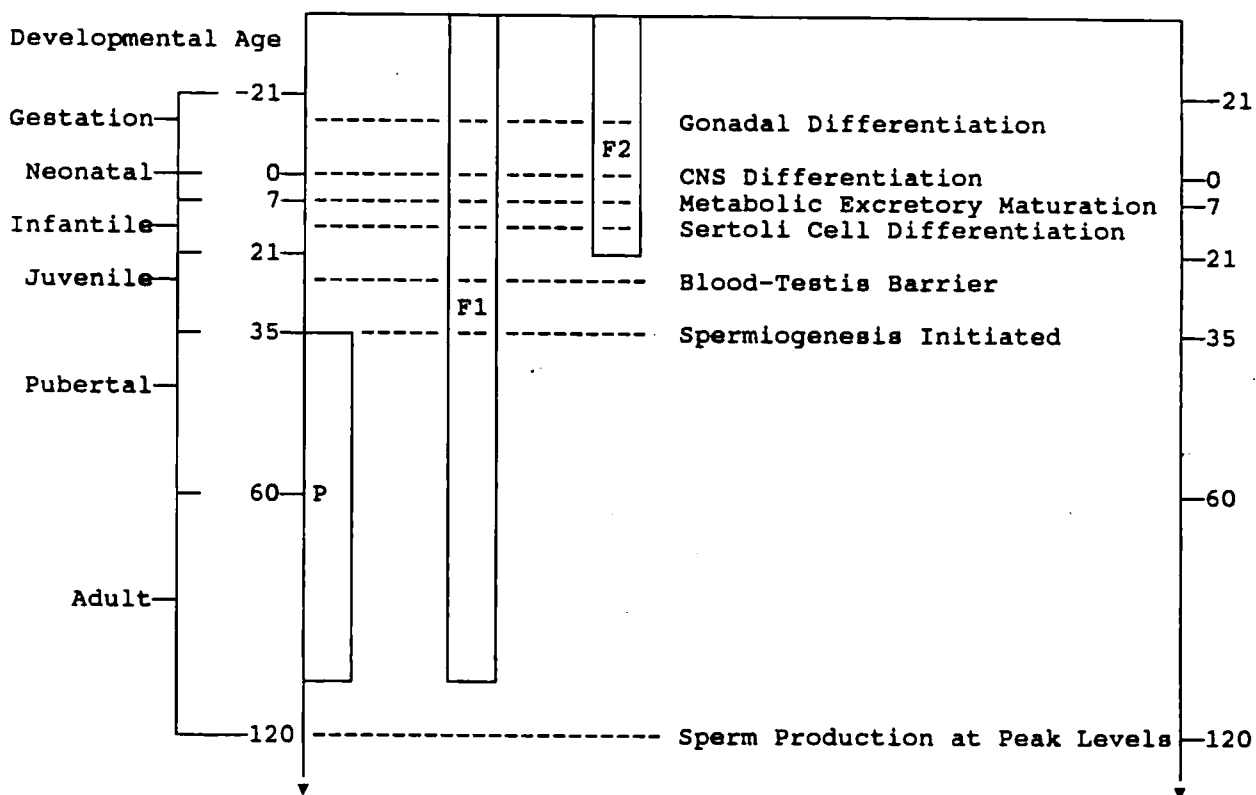 Developmental Age
-21 -21
Gestation Gonadal Differentiation
F2
Neonatal 0 CNS Differentiation 0
7 Metabolic Excretory Maturation 7
Infantile Sertoli Cell Differentiation
21 21
Juvenile Blood-Testis Barrier
F1
35 Spermiogenesis Initiated 35
Pubertal
60 P 60
Adult
120 Sperm Production at Peak Levels 120